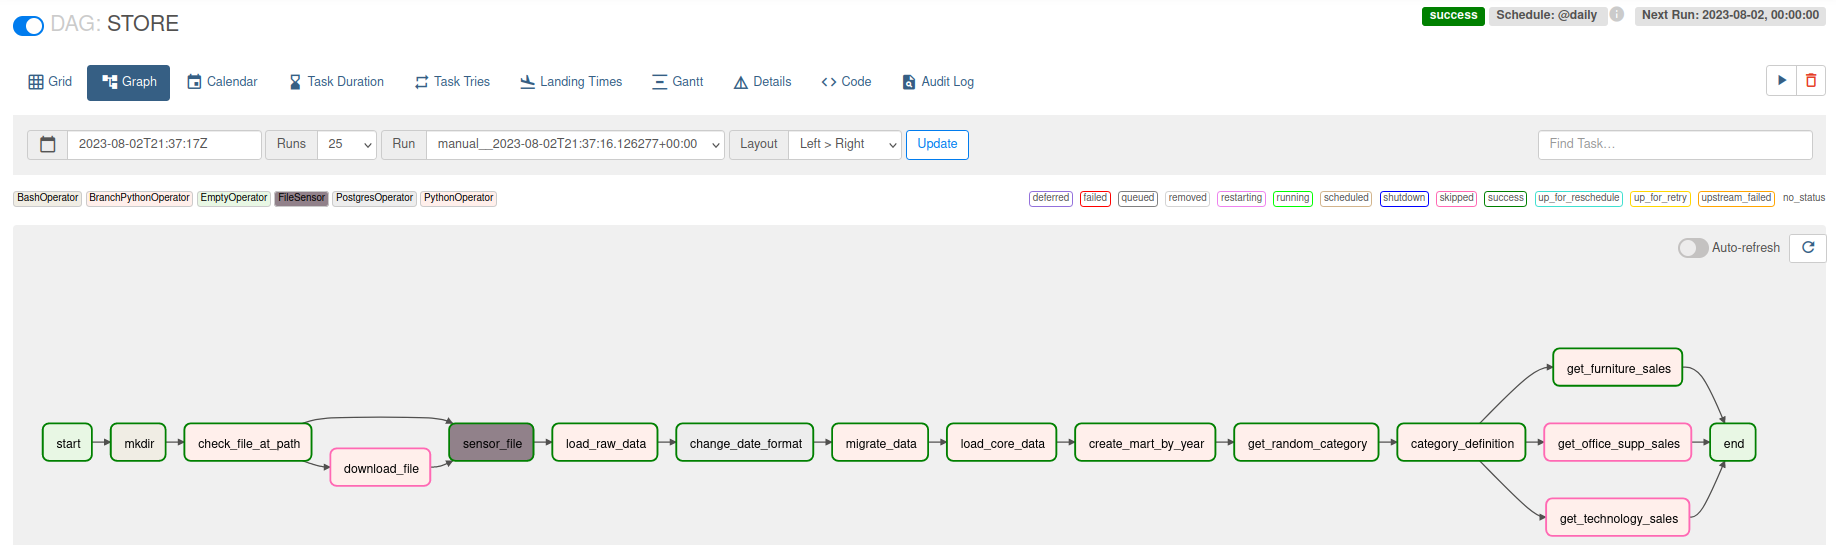 DAG: STORE
success Schedule: @daily Next Run: 2023-08-02, 00:00:00
Grid Graph Calendar Task Duration Task Tries Landing Times Gantt Details Code Audit Log
2023-08-02T21:37:17Z Runs 25 Run manual__2023-08-02T21:37:16.126277+00:00 Layout Left > Right Update Find Task...
BashOperator BranchPythonOperator EmptyOperator FileSensor PostgresOperator PythonOperator
deferred failed queued removed restarting running scheduled shutdown skipped success up_for_reschedule up_for_retry upstream_failed no_status
Auto-refresh
get_furniture_sales
start mkdir check_file_at_path sensor_file load_raw_data change_date_format migrate_data load_core_data create_mart_by_year get_random_category category_definition get_office_supp_sales end
download_file
get_technology_sales